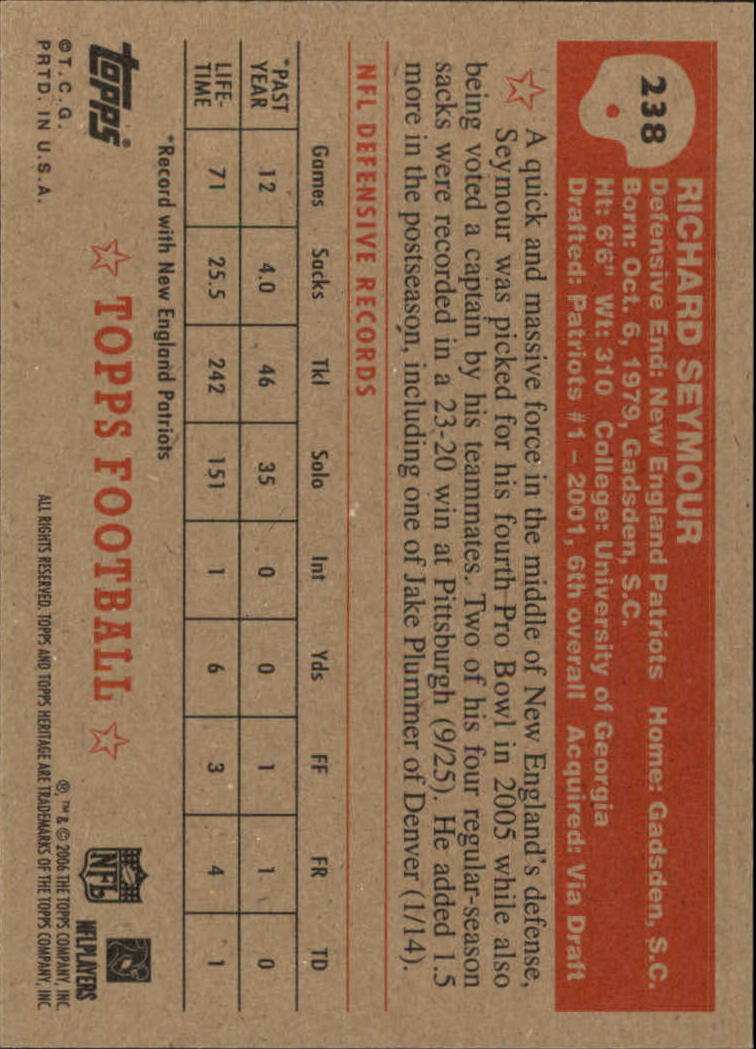 238
RICHARD SEYMOUR
Defensive End: New England Patriots Home: Gadsden, S.C.
Born: Oct. 6, 1979, Gadsden, S.C.
Ht: 6'6" Wt: 310 College: University of Georgia
Drafted: Patriots #1 – 2001, 6th overall Acquired: Via Draft
A quick and massive force in the middle of New England's defense,
Seymour was picked for his fourth Pro Bowl in 2005 while also
being voted a captain by his teammates. Two of his four regular-season
sacks were recorded in a 23-20 win at Pittsburgh (9/25). He added 1.5
more in the postseason, including one of Jake Plummer of Denver (1/14).
NFL DEFENSIVE RECORDS
Games Sacks Tkl Solo Int Yds FF FR TD
*PAST YEAR 12 4.0 46 35 0 0 1 1 0
LIFE-TIME 71 25.5 242 151 1 6 3 4 1
*Record with New England Patriots
topps®
TOPPS FOOTBALL
NFL
NFLPLAYERS
© T. C. G.
PRTD. IN U.S.A.
®, ™ & © 2006 THE TOPPS COMPANY, INC
ALL RIGHTS RESERVED. TOPPS AND TOPPS HERITAGE ARE TRADEMARKS OF THE TOPPS COMPANY, INC